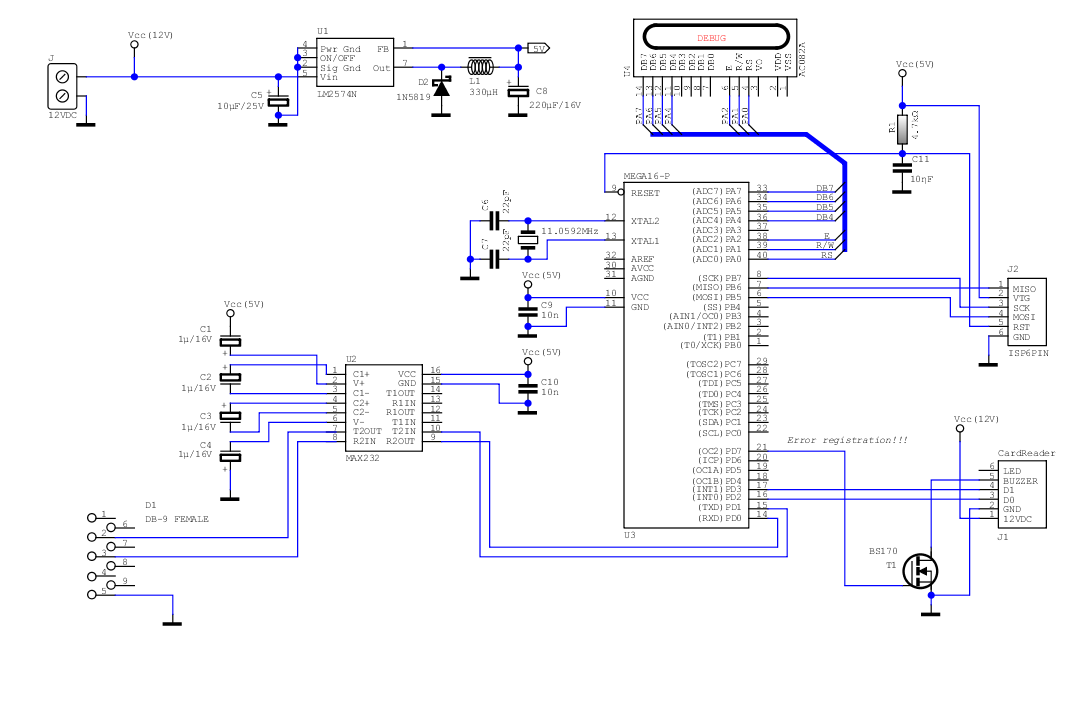 J
12VDC
Vcc(12V)
C5
10µF/25V
U1
4 Pwr Gnd FB 1
3 ON/OFF
2 Sig Gnd Out 7
5 Vin
LM2574N
D2
1N5819
L1
330µH
5V
C8
220µF/16V
DEBUG
U4
AC082A
DB7 DB6 DB5 DB4 DB3 DB2 DB1 DB0 E R/W RS VO VDD VSS
14 13 12 11 10 9 8 7 6 5 4 3 2 1
PA7 PA6 PA5 PA4 PA2 PA1 PA0
Vcc(5V)
R1
4.7kΩ
C11
10ηF
MEGA16-P
9 RESET
12 XTAL2
13 XTAL1
32 AREF
30 AVCC
31 AGND
10 VCC
11 GND
(ADC7)PA7 33 DB7
(ADC6)PA6 34 DB6
(ADC5)PA5 35 DB5
(ADC4)PA4 36 DB4
(ADC3)PA3 37
(ADC2)PA2 38 E
(ADC1)PA1 39 R/W
(ADC0)PA0 40 RS
(SCK)PB7 8
(MISO)PB6 7
(MOSI)PB5 6
(SS)PB4 5
(AIN1/OC0)PB3 4
(AIN0/INT2)PB2 3
(T1)PB1 2
(T0/XCK)PB0 1
(TOSC2)PC7 29
(TOSC1)PC6 28
(TDI)PC5 27
(TD0)PC4 26
(TMS)PC3 25
(TCK)PC2 24
(SDA)PC1 23
(SCL)PC0 22
(OC2)PD7 21
(ICP)PD6 20
(OC1A)PD5 19
(OC1B)PD4 18
(INT1)PD3 17
(INT0)PD2 16
(TXD)PD1 15
(RXD)PD0 14
U3
C6
22pF
C7
22pF
11.0592MHz
Vcc(5V)
C9
10n
Vcc(5V)
C10
10n
J2
1 MISO
2 VTG
3 SCK
4 MOSI
5 RST
6 GND
ISP6PIN
Vcc(5V)
C1
1µ/16V
C2
1µ/16V
C3
1µ/16V
C4
1µ/16V
U2
1 C1+ VCC 16
2 V+ GND 15
3 C1- T1OUT 14
4 C2+ R1IN 13
5 C2- R1OUT 12
6 V- T1IN 11
7 T2OUT T2IN 10
8 R2IN R2OUT 9
MAX232
Error registration!!!
Vcc(12V)
CardReader
6 LED
5 BUZZER
4 D1
3 D0
2 GND
1 12VDC
J1
BS170
T1
D1
DB-9 FEMALE
1
6
2
7
3
8
4
9
5